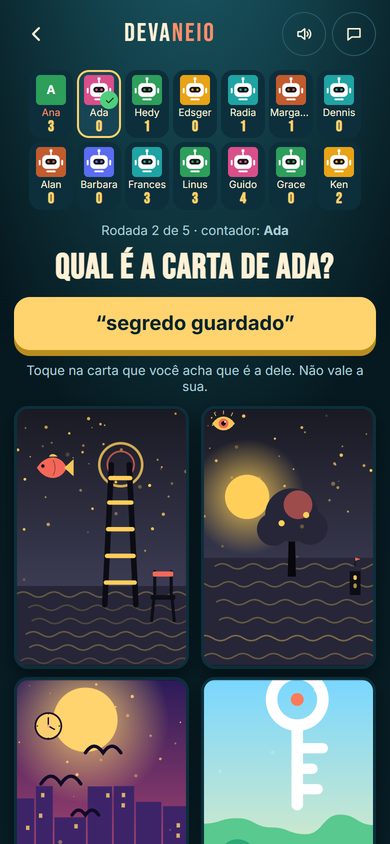 DEVANEIO
A
Ana
3
Ada
0
Hedy
1
Edsger
0
Radia
1
Marga...
1
Dennis
0
Alan
0
Barbara
0
Frances
3
Linus
3
Guido
4
Grace
0
Ken
2
Rodada 2 de 5 · contador: Ada
QUAL É A CARTA DE ADA?
“segredo guardado”
Toque na carta que você acha que é a dele. Não vale a
sua.